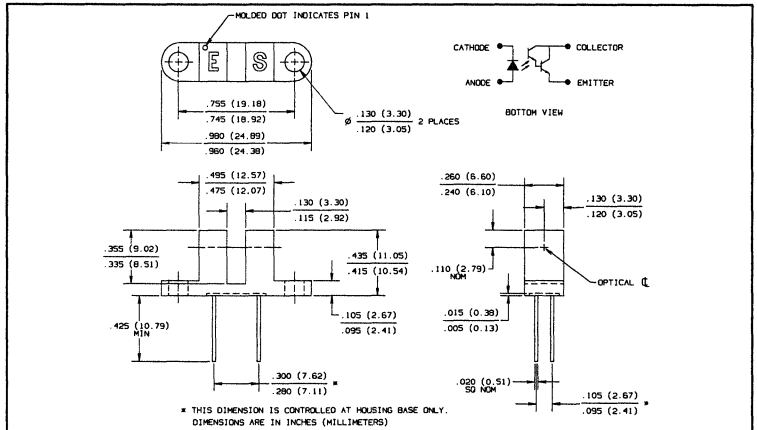 MOLDED DOT INDICATES PIN 1
E S
.755 (19.18)
.745 (18.92)
.980 (24.89)
.960 (24.38)
ø .130 (3.30)
.120 (3.05) 2 PLACES
CATHODE
COLLECTOR
ANODE
EMITTER
BOTTOM VIEW
.495 (12.57)
.475 (12.07)
.130 (3.30)
.115 (2.92)
.355 (9.02)
.335 (8.51)
.435 (11.05)
.415 (10.54)
.105 (2.67)
.095 (2.41)
.425 (10.79)
MIN
.300 (7.62)
.280 (7.11) *
.260 (6.60)
.240 (6.10)
.130 (3.30)
.120 (3.05)
.110 (2.79)
NOM
OPTICAL ℄
.015 (0.38)
.005 (0.13)
.020 (0.51)
SQ NOM
.105 (2.67)
.095 (2.41) *
* THIS DIMENSION IS CONTROLLED AT HOUSING BASE ONLY.
DIMENSIONS ARE IN INCHES (MILLIMETERS)